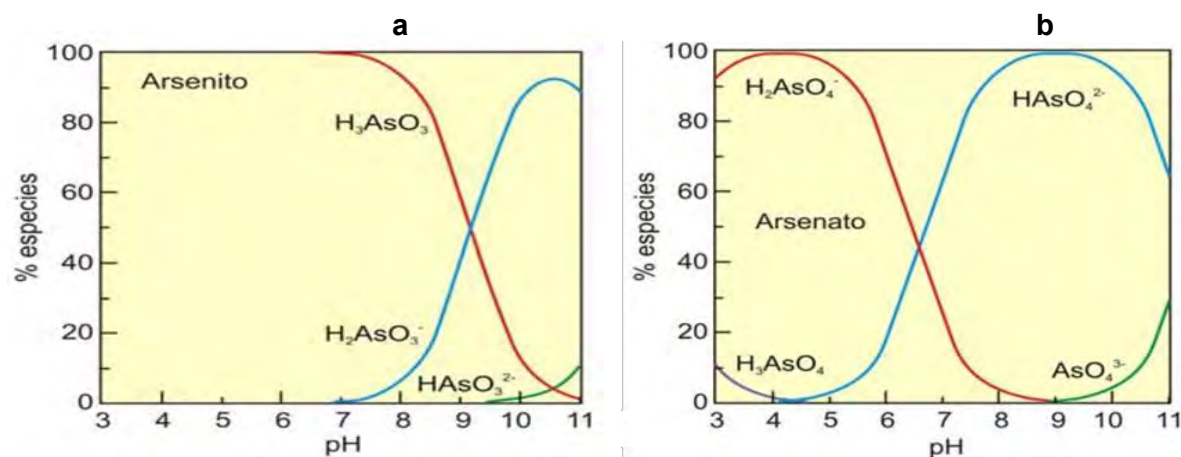 a
b
100
80
60
40
20
0
% especies
Arsenito
H₃AsO₃
H₂AsO₃⁻
HAsO₃²⁻
3 4 5 6 7 8 9 10 11
pH
100
80
60
40
20
0
% especies
H₂AsO₄⁻
HAsO₄²⁻
Arsenato
H₃AsO₄
AsO₄³⁻
3 4 5 6 7 8 9 10 11
pH